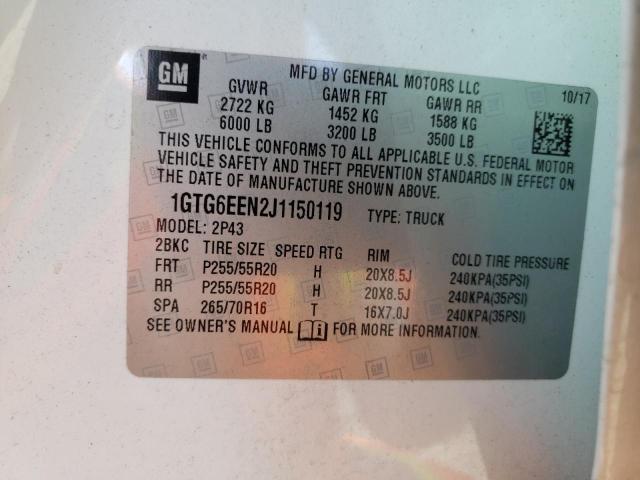 GM
MFD BY GENERAL MOTORS LLC
10/17
GVWR GAWR FRT GAWR RR
2722 KG 1452 KG 1588 KG
6000 LB 3200 LB 3500 LB
THIS VEHICLE CONFORMS TO ALL APPLICABLE U.S. FEDERAL MOTOR
VEHICLE SAFETY AND THEFT PREVENTION STANDARDS IN EFFECT ON
THE DATE OF MANUFACTURE SHOWN ABOVE.
1GTG6EEN2J1150119 TYPE: TRUCK
MODEL: 2P43
2BKC TIRE SIZE SPEED RTG RIM COLD TIRE PRESSURE
FRT P255/55R20 H 20X8.5J 240KPA(35PSI)
RR P255/55R20 H 20X8.5J 240KPA(35PSI)
SPA 265/70R16 T 16X7.0J 240KPA(35PSI)
SEE OWNER'S MANUAL FOR MORE INFORMATION.